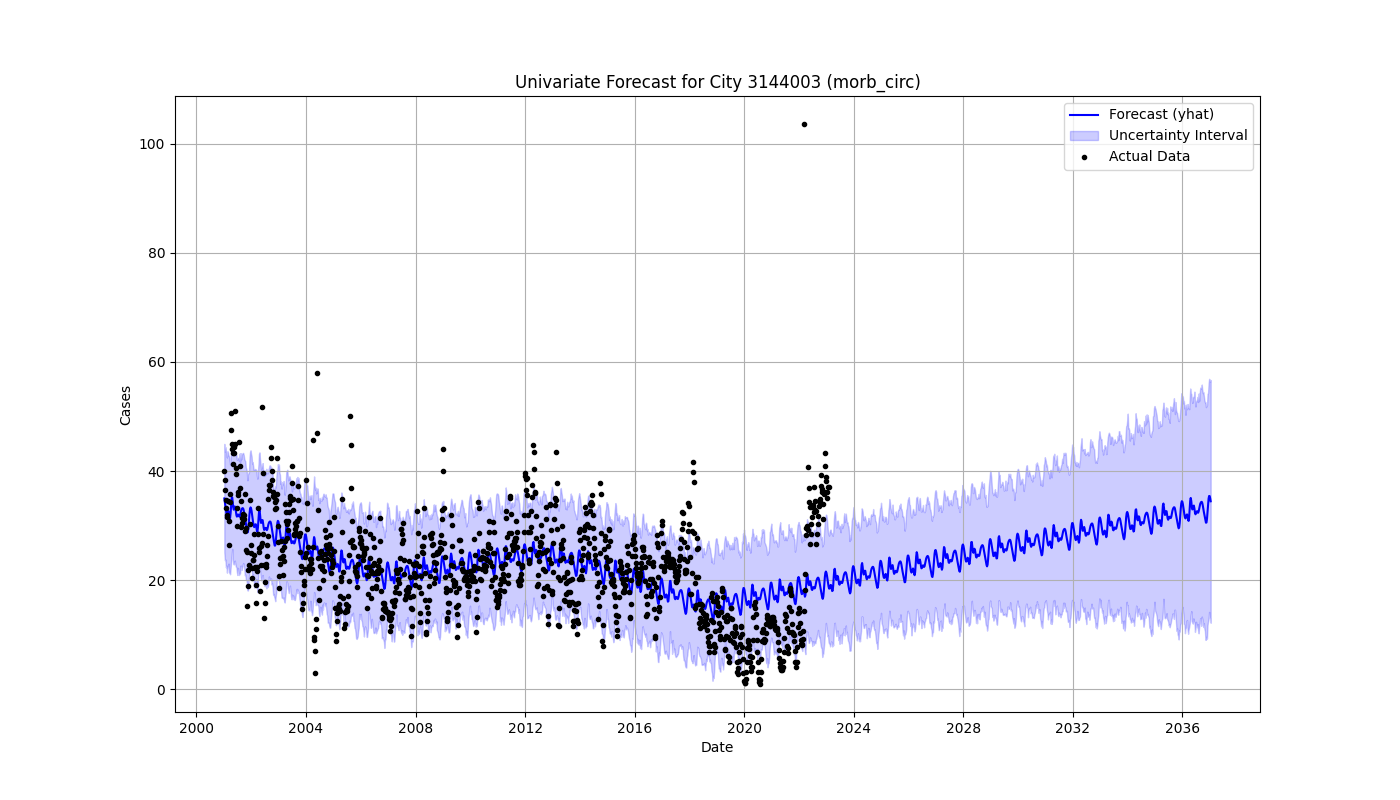 Univariate Forecast for City 3144003 (morb_circ)
Forecast (yhat)
Uncertainty Interval
Actual Data
100
80
60
40
20
0
Cases
2000 2004 2008 2012 2016 2020 2024 2028 2032 2036
Date